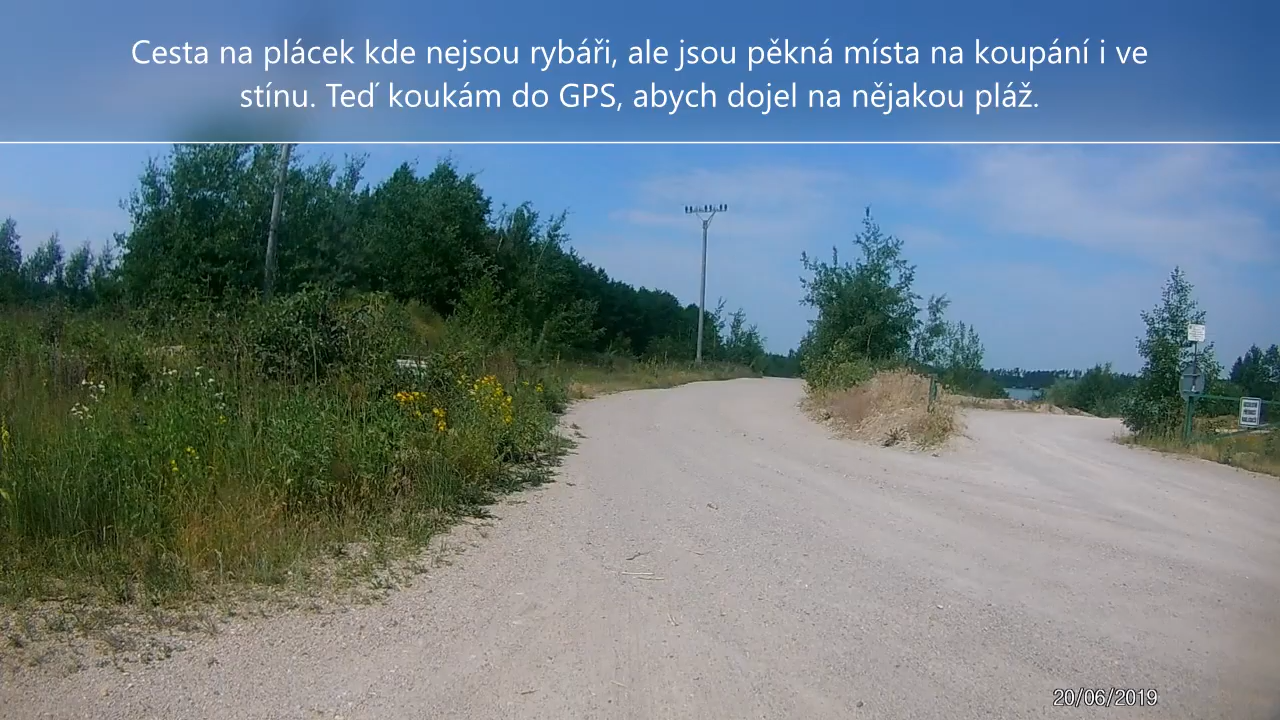 Cesta na plácek kde nejsou rybáři, ale jsou pěkná místa na koupání i ve
stínu. Teď koukám do GPS, abych dojel na nějakou pláž.
20/06/2019